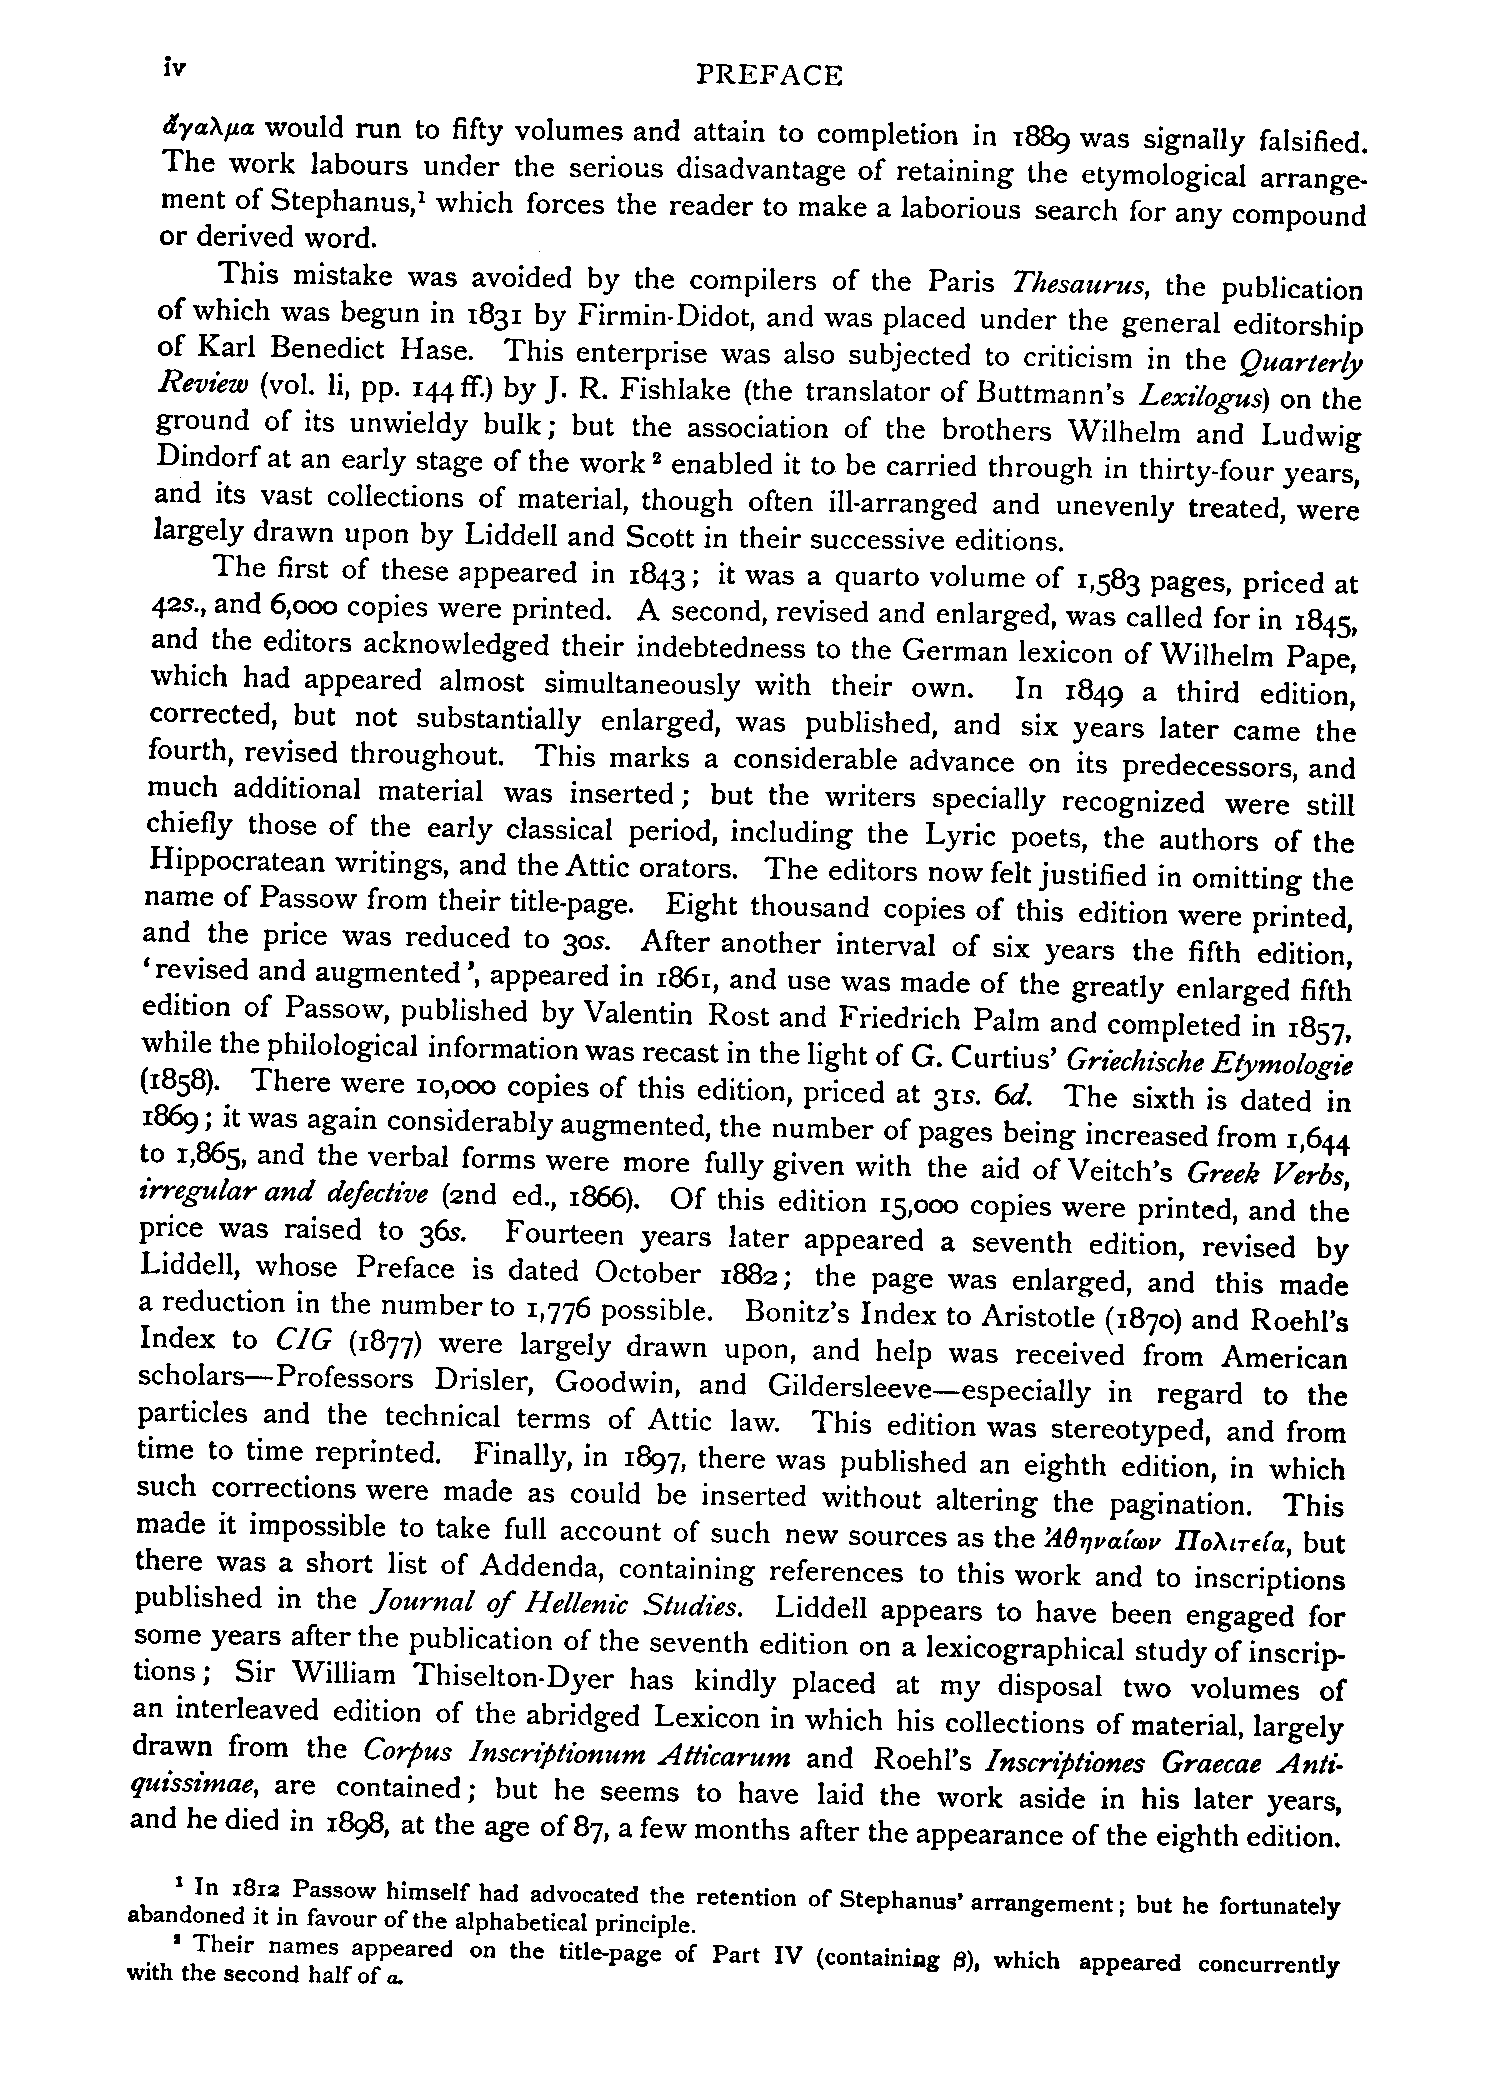 iv
PREFACE
ἄγαλμα would run to fifty volumes and attain to completion in 1889 was signally falsified.
The work labours under the serious disadvantage of retaining the etymological arrange-
ment of Stephanus,¹ which forces the reader to make a laborious search for any compound
or derived word.
This mistake was avoided by the compilers of the Paris Thesaurus, the publication
of which was begun in 1831 by Firmin-Didot, and was placed under the general editorship
of Karl Benedict Hase. This enterprise was also subjected to criticism in the Quarterly
Review (vol. li, pp. 144 ff.) by J. R. Fishlake (the translator of Buttmann's Lexilogus) on the
ground of its unwieldy bulk; but the association of the brothers Wilhelm and Ludwig
Dindorf at an early stage of the work ² enabled it to be carried through in thirty-four years,
and its vast collections of material, though often ill-arranged and unevenly treated, were
largely drawn upon by Liddell and Scott in their successive editions.
The first of these appeared in 1843; it was a quarto volume of 1,583 pages, priced at
42s., and 6,000 copies were printed. A second, revised and enlarged, was called for in 1845,
and the editors acknowledged their indebtedness to the German lexicon of Wilhelm Pape,
which had appeared almost simultaneously with their own. In 1849 a third edition,
corrected, but not substantially enlarged, was published, and six years later came the
fourth, revised throughout. This marks a considerable advance on its predecessors, and
much additional material was inserted; but the writers specially recognized were still
chiefly those of the early classical period, including the Lyric poets, the authors of the
Hippocratean writings, and the Attic orators. The editors now felt justified in omitting the
name of Passow from their title-page. Eight thousand copies of this edition were printed,
and the price was reduced to 30s. After another interval of six years the fifth edition,
'revised and augmented', appeared in 1861, and use was made of the greatly enlarged fifth
edition of Passow, published by Valentin Rost and Friedrich Palm and completed in 1857,
while the philological information was recast in the light of G. Curtius' Griechische Etymologie
(1858). There were 10,000 copies of this edition, priced at 31s. 6d. The sixth is dated in
1869; it was again considerably augmented, the number of pages being increased from 1,644
to 1,865, and the verbal forms were more fully given with the aid of Veitch's Greek Verbs,
irregular and defective (2nd ed., 1866). Of this edition 15,000 copies were printed, and the
price was raised to 36s. Fourteen years later appeared a seventh edition, revised by
Liddell, whose Preface is dated October 1882; the page was enlarged, and this made
a reduction in the number to 1,776 possible. Bonitz's Index to Aristotle (1870) and Roehl's
Index to CIG (1877) were largely drawn upon, and help was received from American
scholars—Professors Drisler, Goodwin, and Gildersleeve—especially in regard to the
particles and the technical terms of Attic law. This edition was stereotyped, and from
time to time reprinted. Finally, in 1897, there was published an eighth edition, in which
such corrections were made as could be inserted without altering the pagination. This
made it impossible to take full account of such new sources as the Ἀθηναίων Πολιτεία, but
there was a short list of Addenda, containing references to this work and to inscriptions
published in the Journal of Hellenic Studies. Liddell appears to have been engaged for
some years after the publication of the seventh edition on a lexicographical study of inscrip-
tions; Sir William Thiselton-Dyer has kindly placed at my disposal two volumes of
an interleaved edition of the abridged Lexicon in which his collections of material, largely
drawn from the Corpus Inscriptionum Atticarum and Roehl's Inscriptiones Graecae Anti-
quissimae, are contained; but he seems to have laid the work aside in his later years,
and he died in 1898, at the age of 87, a few months after the appearance of the eighth edition.
¹ In 1812 Passow himself had advocated the retention of Stephanus' arrangement; but he fortunately
abandoned it in favour of the alphabetical principle.
² Their names appeared on the title-page of Part IV (containing β), which appeared concurrently
with the second half of α.